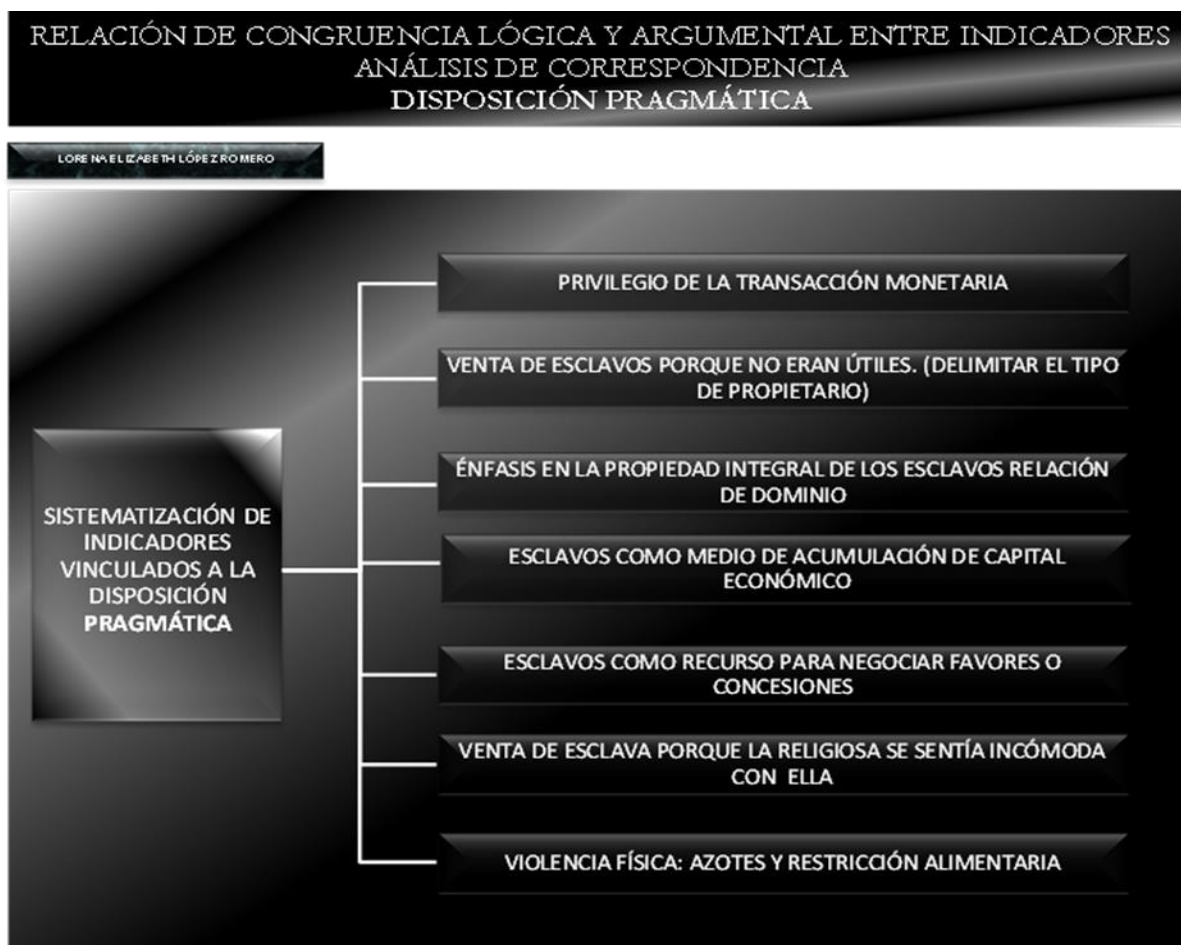 RELACIÓN DE CONGRUENCIA LÓGICA Y ARGUMENTAL ENTRE INDICADORES
ANÁLISIS DE CORRESPONDENCIA
DISPOSICIÓN PRAGMÁTICA
LORENA ELIZABETH LÓPEZ ROMERO
PRIVILEGIO DE LA TRANSACCIÓN MONETARIA
VENTA DE ESCLAVOS PORQUE NO ERAN ÚTILES. (DELIMITAR EL TIPO
DE PROPIETARIO)
ÉNFASIS EN LA PROPIEDAD INTEGRAL DE LOS ESCLAVOS RELACIÓN
DE DOMINIO
SISTEMATIZACIÓN DE
INDICADORES
VINCULADOS A LA
DISPOSICIÓN
PRAGMÁTICA
ESCLAVOS COMO MEDIO DE ACUMULACIÓN DE CAPITAL
ECONÓMICO
ESCLAVOS COMO RECURSO PARA NEGOCIAR FAVORES O
CONCESIONES
VENTA DE ESCLAVA PORQUE LA RELIGIOSA SE SENTÍA INCÓMODA
CON ELLA
VIOLENCIA FÍSICA: AZOTES Y RESTRICCIÓN ALIMENTARIA